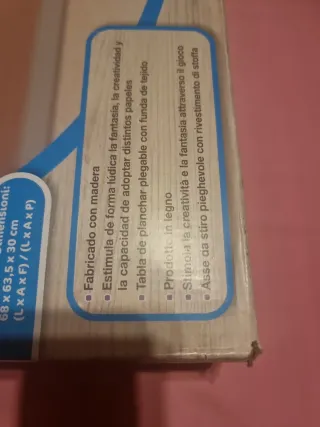 ensioni:
68 x 63,5 x 30 cm
(L x A x F) / (L x A x P)
Fabricado con madera
Estimula de forma lúdica la fantasía, la creatividad y
la capacidad de adoptar distintos papeles
Tabla de planchar plegable con funda de tejido
Prodotto in legno
Stimola la creatività e la fantasia attraverso il gioco
Asse da stiro pieghevole con rivestimento di stoffa